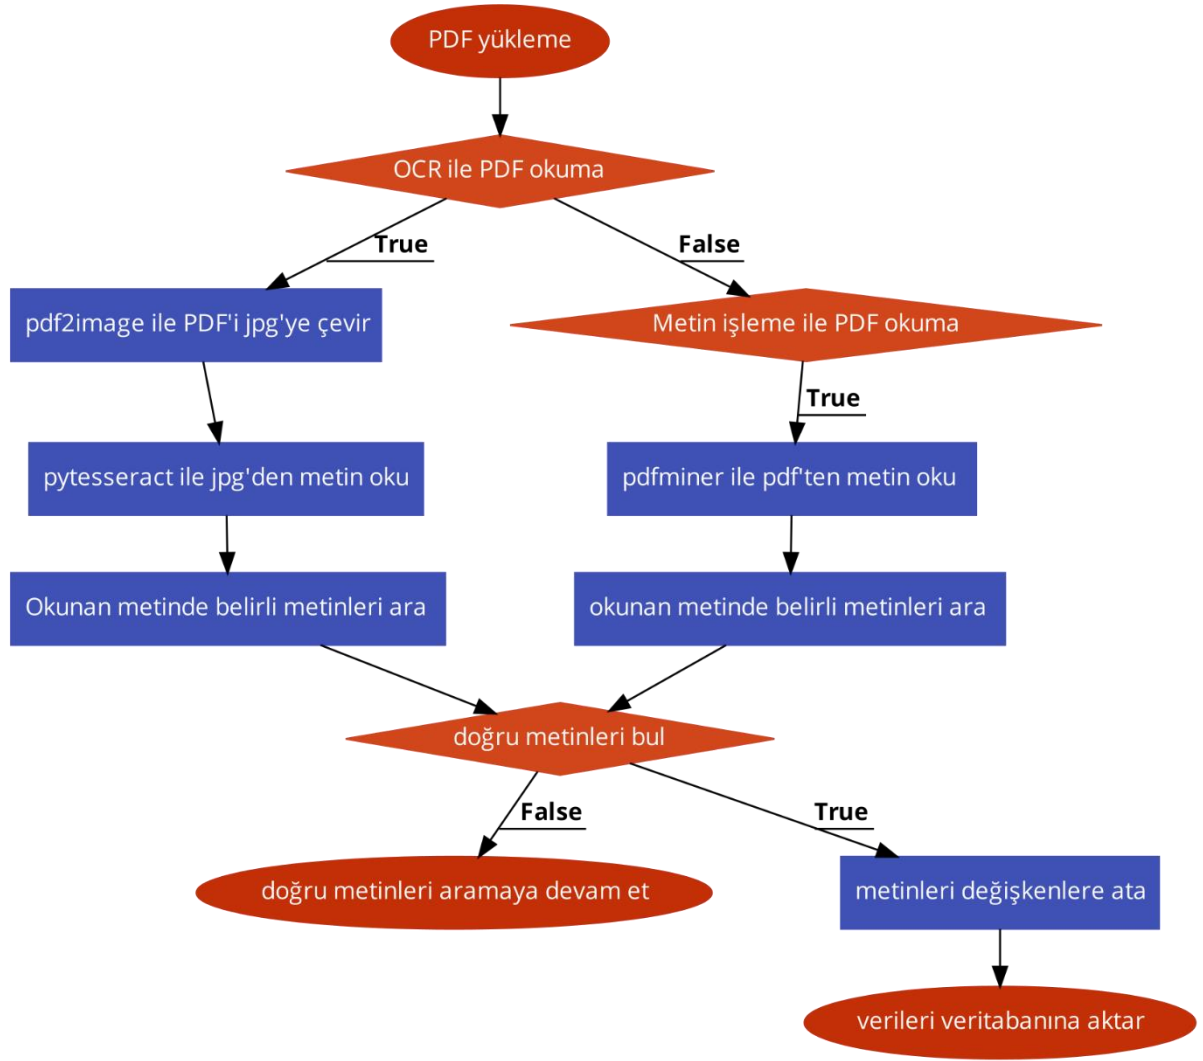 PDF yükleme
OCR ile PDF okuma
True
False
pdf2image ile PDF'i jpg'ye çevir
Metin işleme ile PDF okuma
True
pytesseract ile jpg'den metin oku
pdfminer ile pdf'ten metin oku
Okunan metinde belirli metinleri ara
okunan metinde belirli metinleri ara
doğru metinleri bul
False
True
doğru metinleri aramaya devam et
metinleri değişkenlere ata
verileri veritabanına aktar